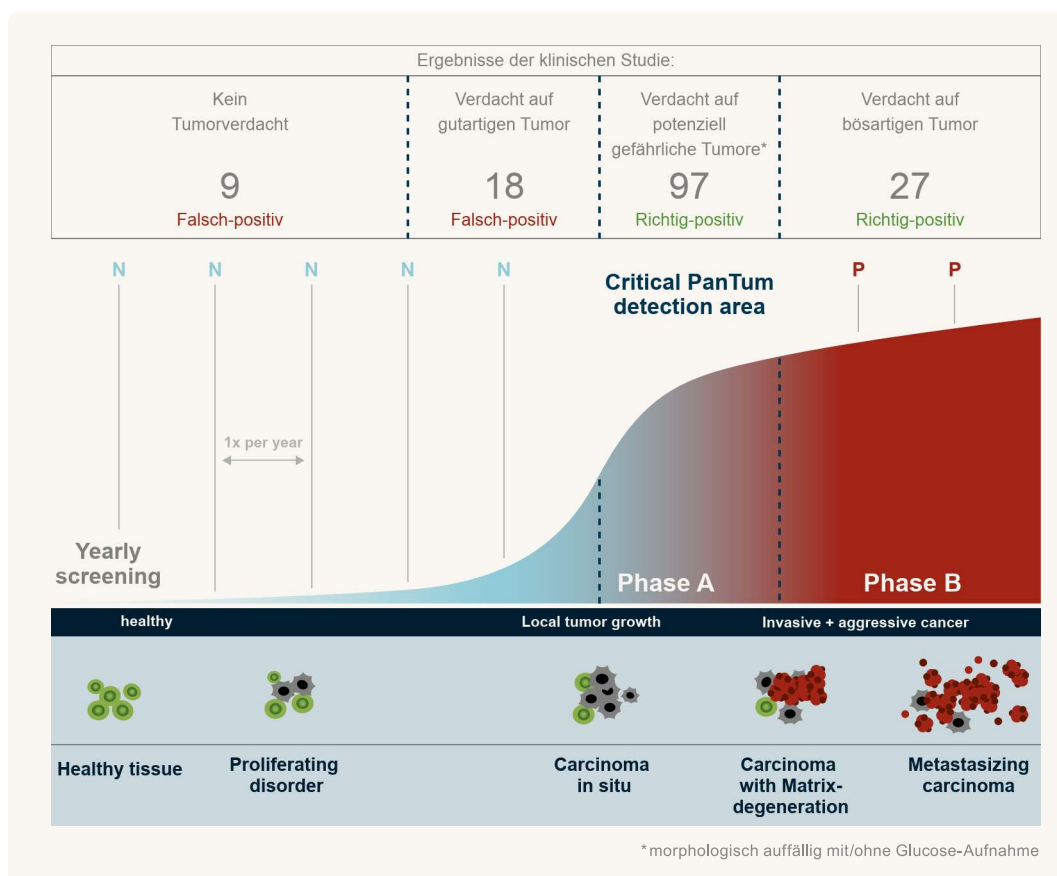 Ergebnisse der klinischen Studie:
Kein
Tumorverdacht
9
Falsch-positiv
Verdacht auf
gutartigen Tumor
18
Falsch-positiv
Verdacht auf
potenziell
gefährliche Tumore*
97
Richtig-positiv
Verdacht auf
bösartigen Tumor
27
Richtig-positiv
N
N
N
N
N
Critical PanTum
detection area
P
P
1x per year
Yearly
screening
Phase A
Phase B
healthy
Local tumor growth
Invasive + aggressive cancer
Healthy tissue
Proliferating
disorder
Carcinoma
in situ
Carcinoma
with Matrix-
degeneration
Metastasizing
carcinoma
*morphologisch auffällig mit/ohne Glucose-Aufnahme